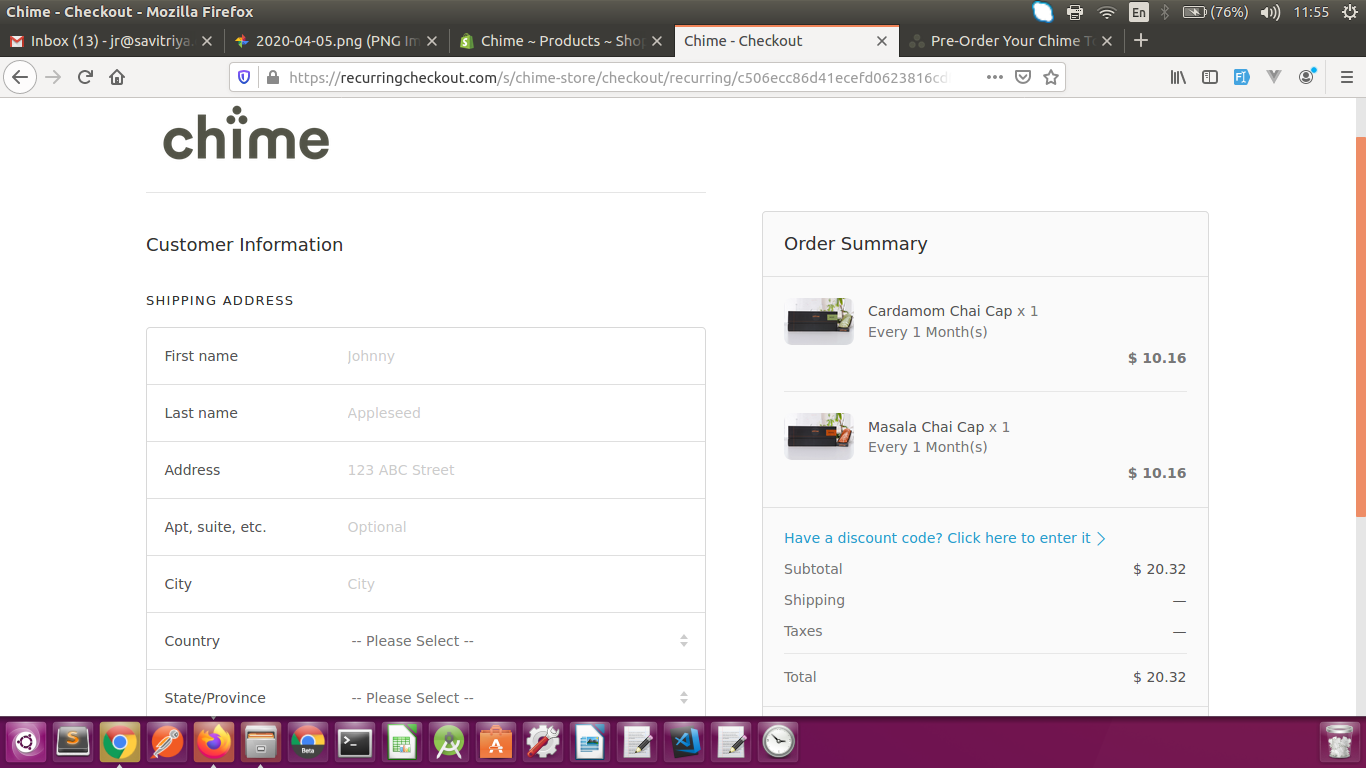 Chime - Checkout - Mozilla Firefox
En
(76%)
11:55
Inbox (13) - jr@savitriya
2020-04-05.png (PNG Im
Chime ~ Products ~ Sho
Chime - Checkout
Pre-Order Your Chime To
https://recurringcheckout.com/s/chime-store/checkout/recurring/c506ecc86d41ecefd0623816cd
chime
Customer Information
SHIPPING ADDRESS
First name
Johnny
Last name
Appleseed
Address
123 ABC Street
Apt, suite, etc.
Optional
City
City
Country
-- Please Select --
State/Province
-- Please Select --
Order Summary
Cardamom Chai Cap x 1
Every 1 Month(s)
$ 10.16
Masala Chai Cap x 1
Every 1 Month(s)
$ 10.16
Have a discount code? Click here to enter it
Subtotal
$ 20.32
Shipping
—
Taxes
—
Total
$ 20.32
Beta